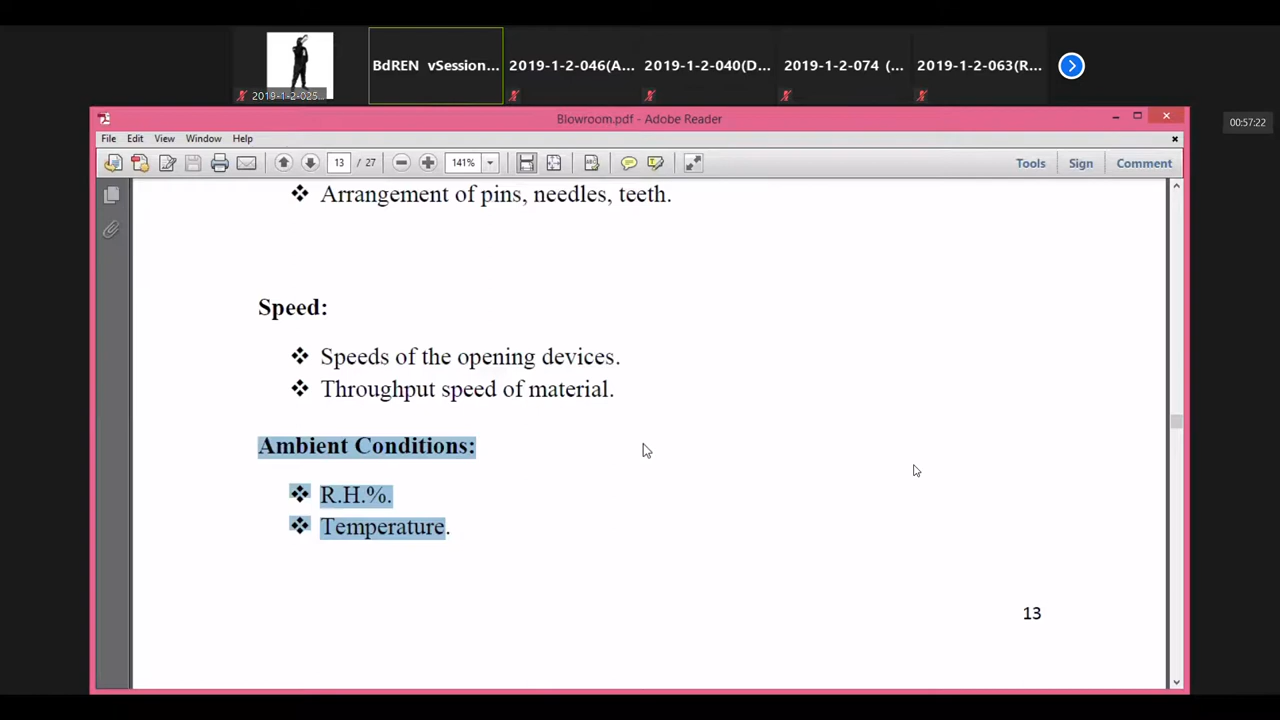 BdREN vSession...
2019-1-2-046(A...
2019-1-2-040(D...
2019-1-2-074 (...
2019-1-2-063(R...
2019-1-2-025...
Blowroom.pdf - Adobe Reader
00:57:22
File Edit View Window Help
13 / 27
141%
Tools Sign Comment
❖ Arrangement of pins, needles, teeth.
Speed:
❖ Speeds of the opening devices.
❖ Throughput speed of material.
Ambient Conditions:
❖ R.H.%.
❖ Temperature.
13